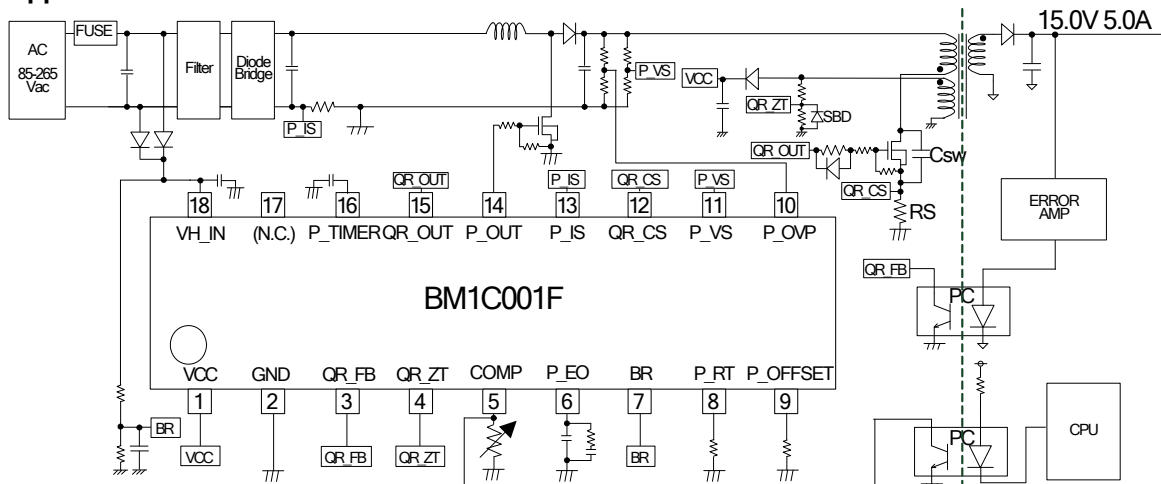 15.0V 5.0A
AC
85-265
Vac
FUSE
Filter
Diode
Bridge
P_IS
P_VS
VCC
QR_ZT
SBD
QR_OUT
Csw
QR_CS
RS
ERROR
AMP
QR_OUT
P_IS
QR_CS
P_VS
18 17 16 15 14 13 12 11 10
VH_IN (N.C.) P_TIMER QR_OUT P_OUT P_IS QR_CS P_VS P_OVP
QR_FB
PC
BM1C001F
VCC GND QR_FB QR_ZT COMP P_EO BR P_RT P_OFFSET
1 2 3 4 5 6 7 8 9
BR
VCC
QR_FB
QR_ZT
BR
PC
CPU